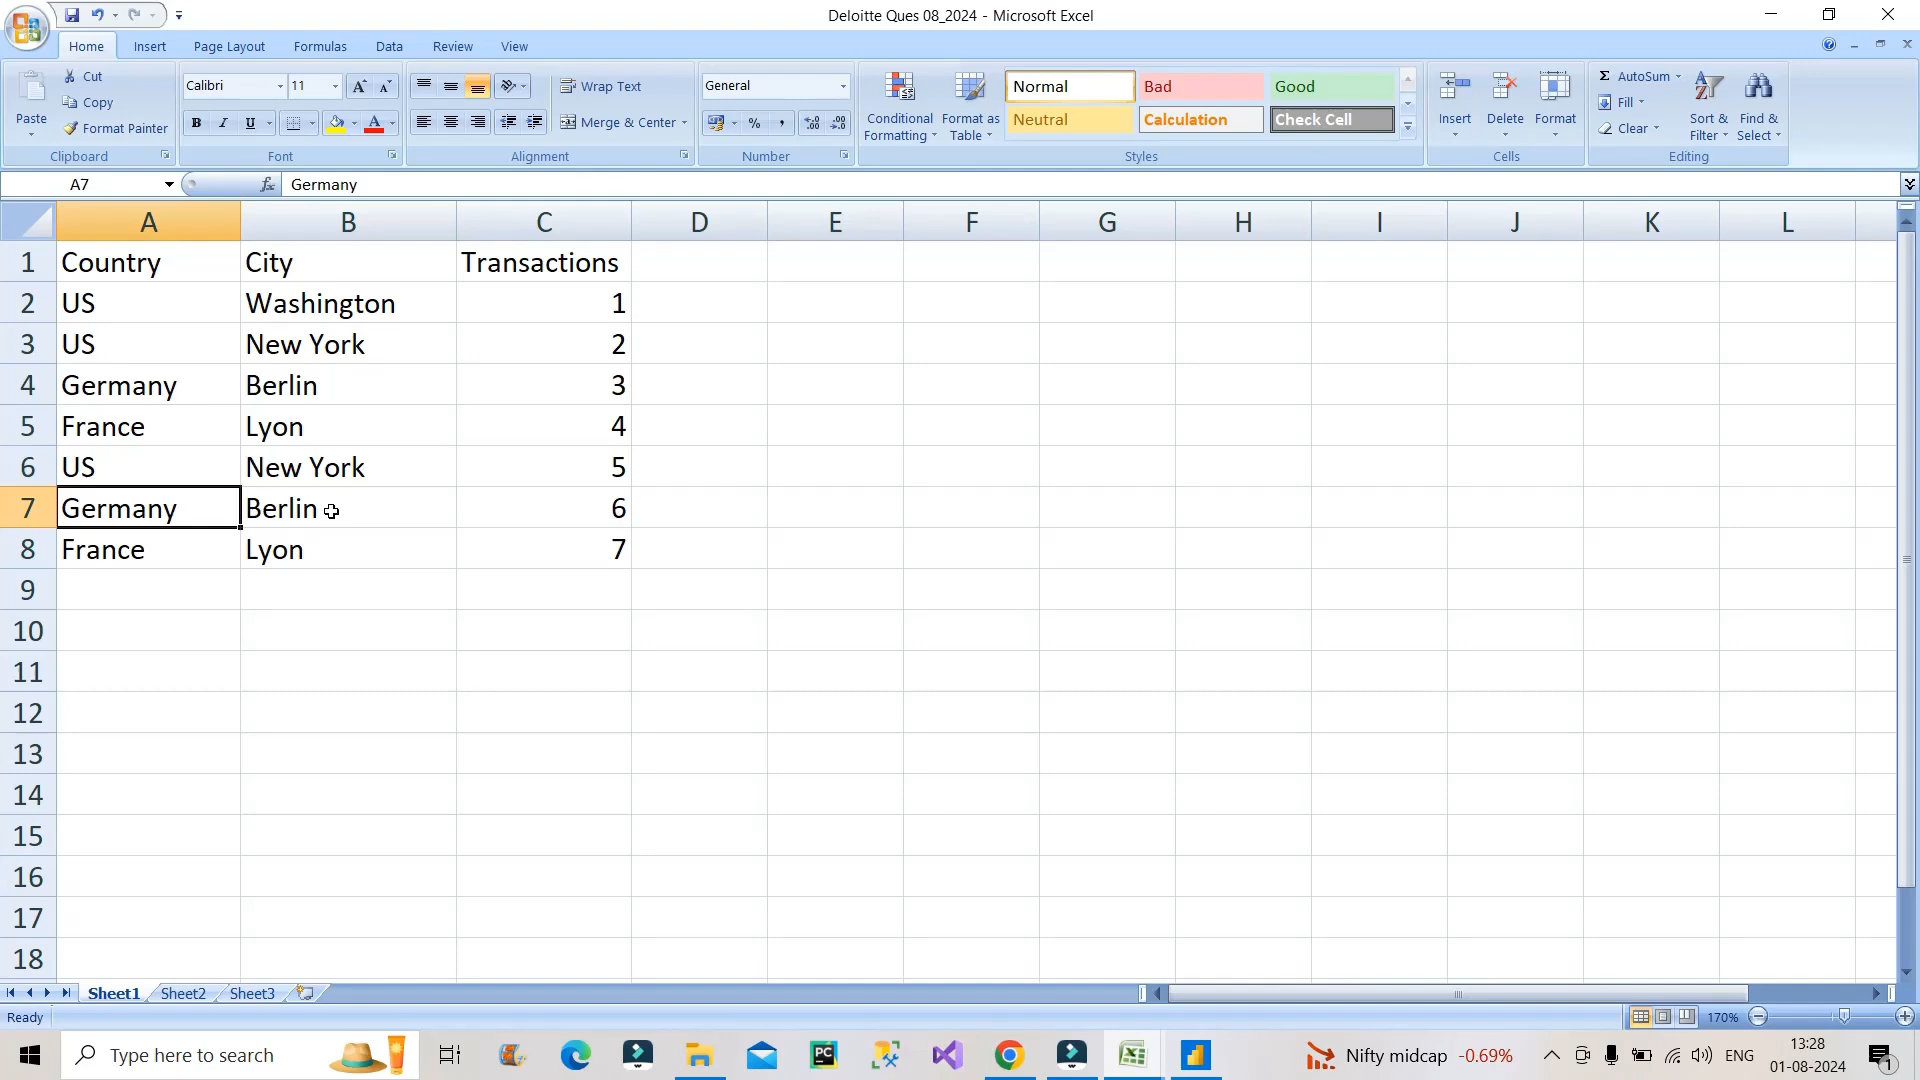 Deloitte Ques 08_2024 - Microsoft Excel
Home Insert Page Layout Formulas Data Review View
Paste
Cut
Copy
Format Painter
Clipboard
Calibri 11
B I U
Font
Wrap Text
Merge & Center
Alignment
General
Number
Conditional Formatting
Format as Table
Normal Bad Good
Neutral Calculation Check Cell
Styles
Insert Delete Format
Cells
Σ AutoSum
Fill
Clear
Sort & Filter
Find & Select
Editing
A7 fx Germany
A B C D E F G H I J K L
1 Country City Transactions
2 US Washington 1
3 US New York 2
4 Germany Berlin 3
5 France Lyon 4
6 US New York 5
7 Germany Berlin 6
8 France Lyon 7
9
10
11
12
13
14
15
16
17
18
Sheet1 Sheet2 Sheet3
Ready 170%
Type here to search
Nifty midcap -0.69%
ENG
13:28
01-08-2024
1